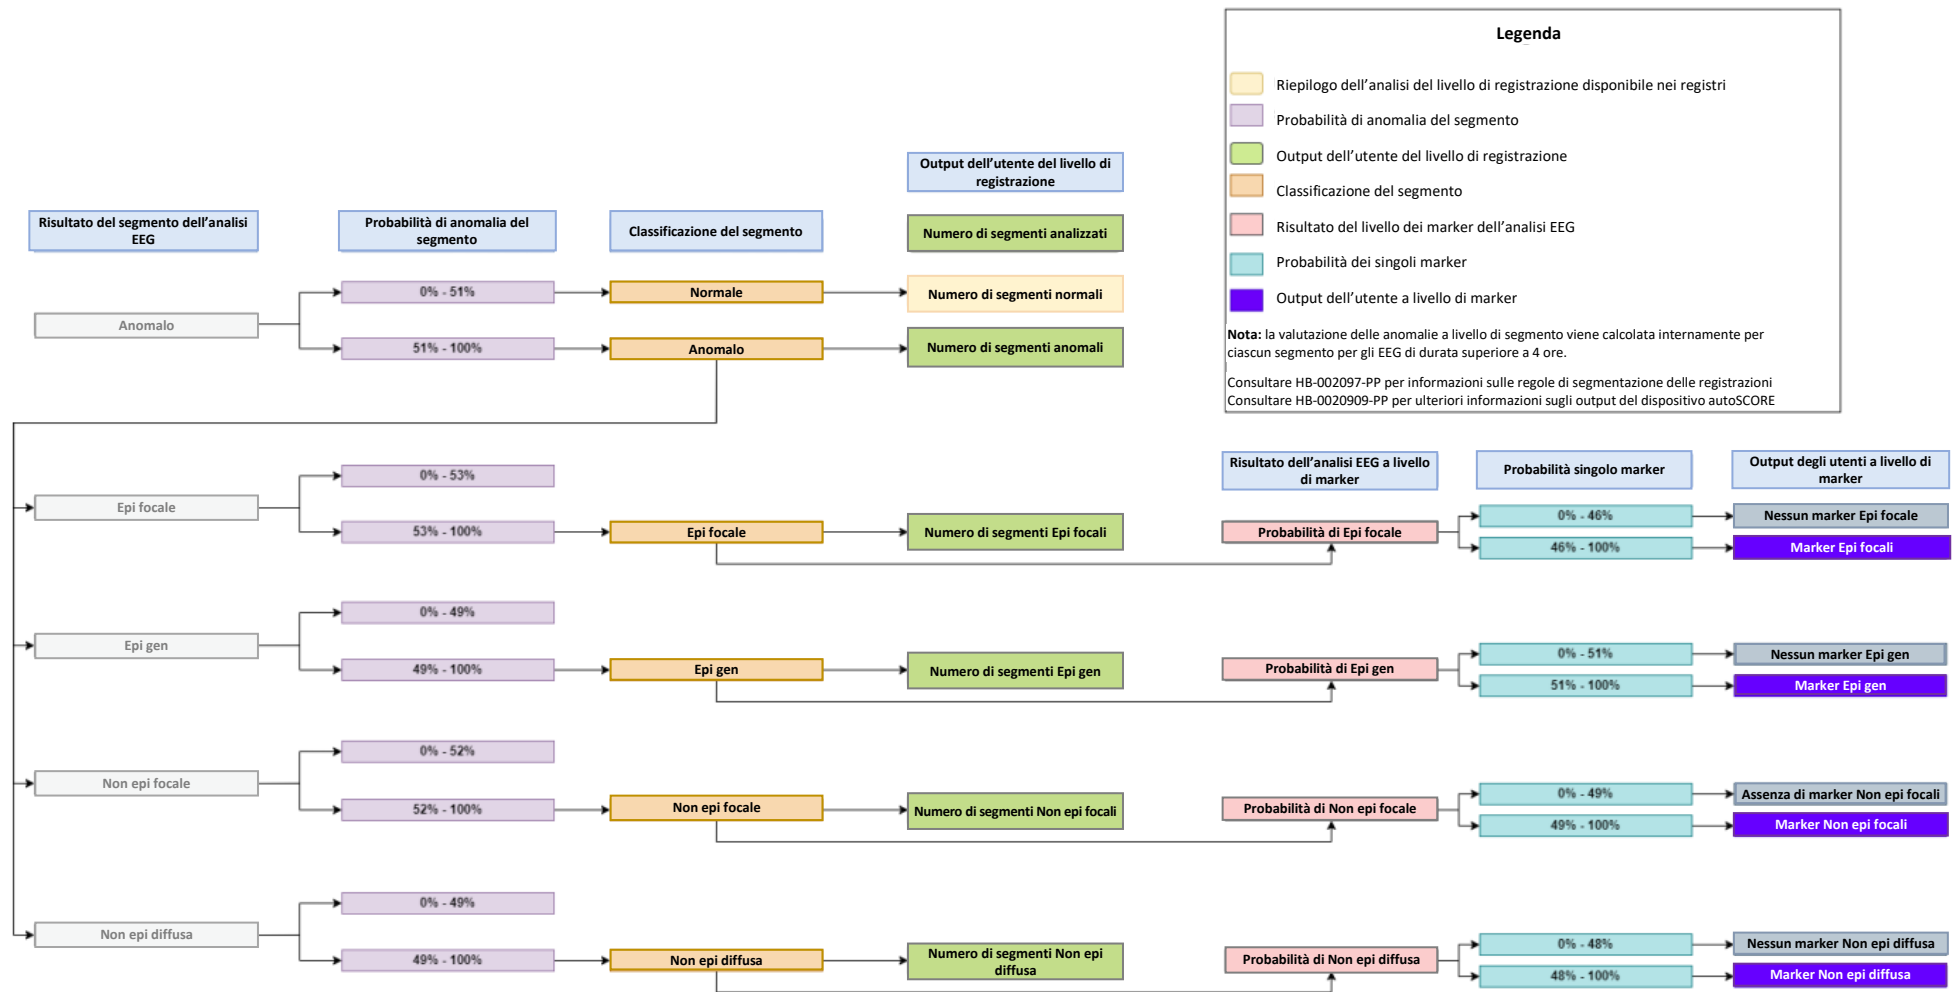 Legenda
Riepilogo dell'analisi del livello di registrazione disponibile nei registri
Probabilità di anomalia del segmento
Output dell'utente del livello di registrazione
Classificazione del segmento
Risultato del livello dei marker dell'analisi EEG
Probabilità dei singoli marker
Output dell'utente a livello di marker
Nota: la valutazione delle anomalie a livello di segmento viene calcolata internamente per
ciascun segmento per gli EEG di durata superiore a 4 ore.
Consultare HB-002097-PP per informazioni sulle regole di segmentazione delle registrazioni
Consultare HB-0020909-PP per ulteriori informazioni sugli output del dispositivo autoSCORE
Risultato del segmento dell'analisi
EEG
Probabilità di anomalia del
segmento
Classificazione del segmento
Output dell'utente del livello di
registrazione
Numero di segmenti analizzati
Anomalo
0% - 51%
Normale
Numero di segmenti normali
51% - 100%
Anomalo
Numero di segmenti anomali
Risultato dell'analisi EEG a livello
di marker
Probabilità singolo marker
Output degli utenti a livello di
marker
Epi focale
0% - 53%
53% - 100%
Epi focale
Numero di segmenti Epi focali
Probabilità di Epi focale
0% - 46%
Nessun marker Epi focale
46% - 100%
Marker Epi focali
Epi gen
0% - 49%
49% - 100%
Epi gen
Numero di segmenti Epi gen
Probabilità di Epi gen
0% - 51%
Nessun marker Epi gen
51% - 100%
Marker Epi gen
Non epi focale
0% - 52%
52% - 100%
Non epi focale
Numero di segmenti Non epi focali
Probabilità di Non epi focale
0% - 49%
Assenza di marker Non epi focali
49% - 100%
Marker Non epi focali
Non epi diffusa
0% - 49%
49% - 100%
Non epi diffusa
Numero di segmenti Non epi
diffusa
Probabilità di Non epi diffusa
0% - 48%
Nessun marker Non epi diffusa
48% - 100%
Marker Non epi diffusa